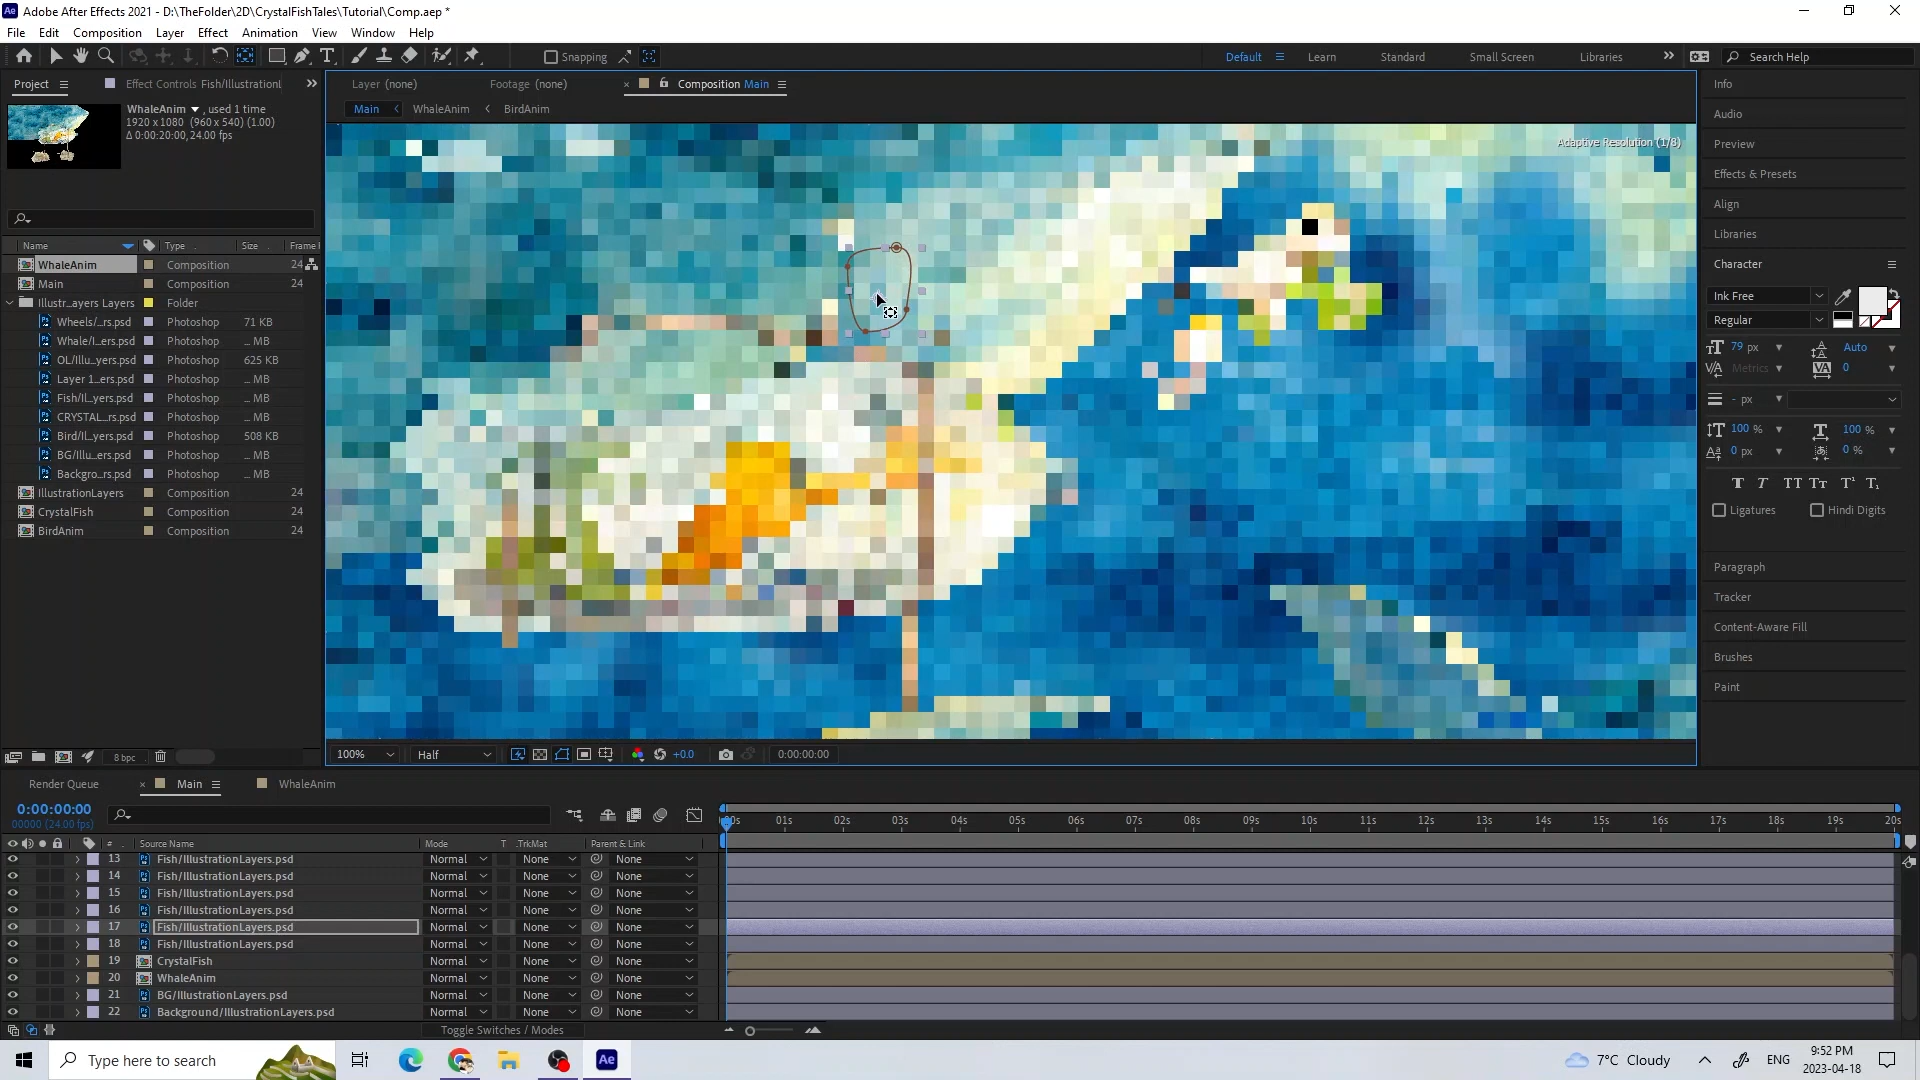 Adobe After Effects 2021 - D:\TheFolder\2D\CrystalFishTales\Tutorial\Comp.aep *
File Edit Composition Layer Effect Animation View Window Help
Snapping
Default Learn Standard Small Screen Libraries Search Help
Project Effect Controls Fish/Illustrationl
Layer (none) Footage (none) Composition Main
Main WhaleAnim BirdAnim
WhaleAnim , used 1 time
1920 x 1080 (960 x 540) (1.00)
Δ 0:00:20:00, 24.00 fps
Adaptive Resolution (1/8)
Name Type Size Frame
WhaleAnim Composition 24
Main Composition 24
Illustr_ayers Layers Folder
Wheels/...rs.psd Photoshop 71 KB
Whale/I...ers.psd Photoshop ... MB
OL/Illu...yers.psd Photoshop 625 KB
Layer 1...ers.psd Photoshop ... MB
Fish/Il...yers.psd Photoshop ... MB
CRYSTAL...rs.psd Photoshop ... MB
Bird/Il...yers.psd Photoshop 508 KB
BG/Illu...ers.psd Photoshop ... MB
Backgro...rs.psd Photoshop ... MB
IllustrationLayers Composition 24
CrystalFish Composition 24
BirdAnim Composition 24
8 bpc
100% Half +0.0 0:00:00:00
Info
Audio
Preview
Effects & Presets
Align
Libraries
Character
Ink Free
Regular
79 px Auto
Metrics 0
- px
100 % 100 %
0 px 0 %
T T TT Tt T¹ T₁
Ligatures Hindi Digits
Paragraph
Tracker
Content-Aware Fill
Brushes
Paint
Render Queue Main WhaleAnim
0:00:00:00
00000 (24.00 fps)
00s 01s 02s 03s 04s 05s 06s 07s 08s 09s 10s 11s 12s 13s 14s 15s 16s 17s 18s 19s 20s
# Source Name Mode T .TrkMat Parent & Link
13 Fish/IllustrationLayers.psd Normal None None
14 Fish/IllustrationLayers.psd Normal None None
15 Fish/IllustrationLayers.psd Normal None None
16 Fish/IllustrationLayers.psd Normal None None
17 Fish/IllustrationLayers.psd Normal None None
18 Fish/IllustrationLayers.psd Normal None None
19 CrystalFish Normal None None
20 WhaleAnim Normal None None
21 BG/IllustrationLayers.psd Normal None None
22 Background/IllustrationLayers.psd Normal None None
Toggle Switches / Modes
Type here to search
7°C Cloudy ENG 9:52 PM
2023-04-18